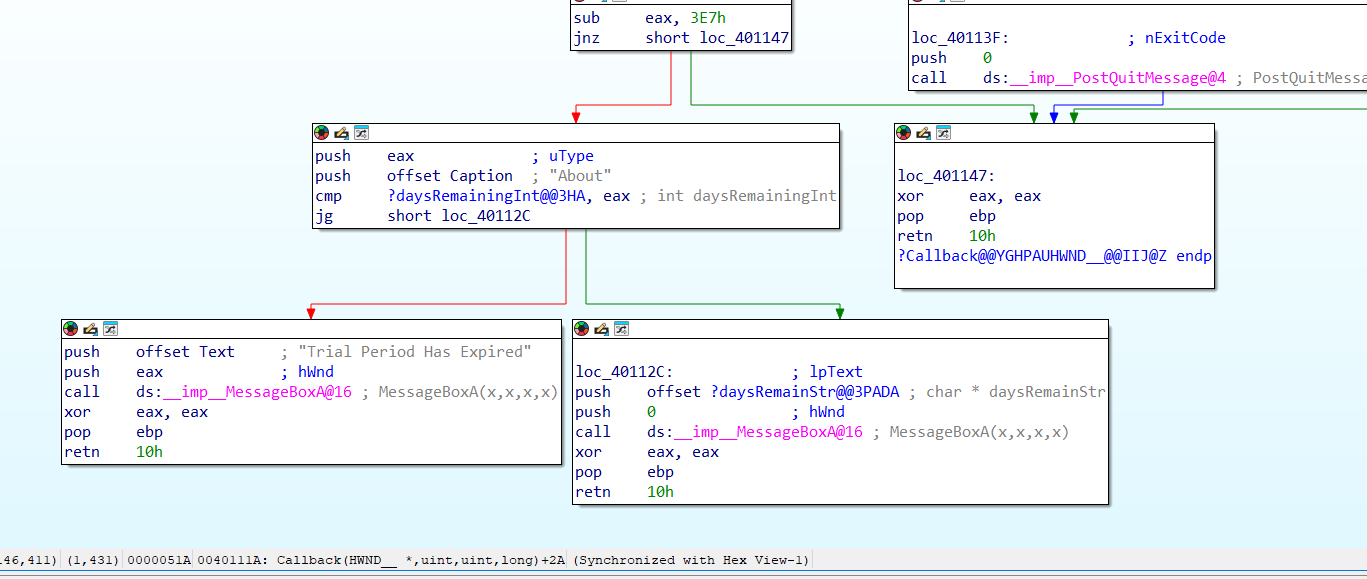 sub eax, 3E7h
jnz short loc_401147
loc_40113F: ; nExitCode
push 0
call ds:__imp__PostQuitMessage@4 ; PostQuitMessa
push eax ; uType
push offset Caption ; "About"
cmp ?daysRemainingInt@@3HA, eax ; int daysRemainingInt
jg short loc_40112C
loc_401147:
xor eax, eax
pop ebp
retn 10h
?Callback@@YGHPAUHWND__@@IIJ@Z endp
push offset Text ; "Trial Period Has Expired"
push eax ; hWnd
call ds:__imp__MessageBoxA@16 ; MessageBoxA(x,x,x,x)
xor eax, eax
pop ebp
retn 10h
loc_40112C: ; lpText
push offset ?daysRemainStr@@3PADA ; char * daysRemainStr
push 0 ; hWnd
call ds:__imp__MessageBoxA@16 ; MessageBoxA(x,x,x,x)
xor eax, eax
pop ebp
retn 10h
46,411) (1,431) 0000051A 0040111A: Callback(HWND__ *,uint,uint,long)+2A (Synchronized with Hex View-1)